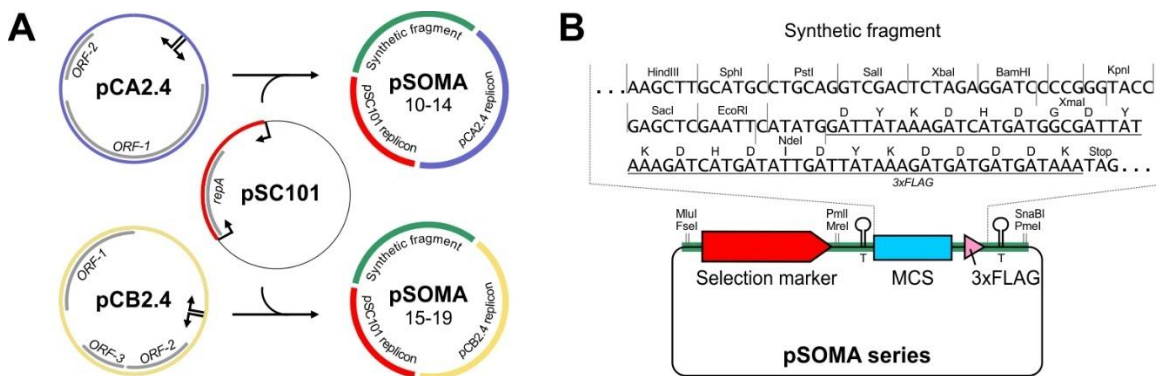 A
ORF-2
pCA2.4
ORF-1
Synthetic fragment
pSOMA
10-14
pSC101 replicon
pCA2.4 replicon
repA
pSC101
ORF-1
pCB2.4
ORF-3
ORF-2
Synthetic fragment
pSOMA
15-19
pSC101 replicon
pCB2.4 replicon
B
Synthetic fragment
HindIII SphI PstI SalI XbaI BamHI KpnI
...AAGCTTGCATGCCTGCAGGTCGACTCTAGAGGATCCCCGGGTACC
XmaI
SacI EcoRI D Y K D H D G D Y
GAGCTCGAATTCATATGGATTATAAAGATCATGATGGCGATTAT
NdeI
K D H D I D Y K D D D D K Stop
AAAGATCATGATATTGATTATAAAGATGATGATGATAAATAG...
3xFLAG
MluI
FseI
PmlI
MreI
SnaBI
PmeI
T
T
Selection marker
MCS
3xFLAG
pSOMA series